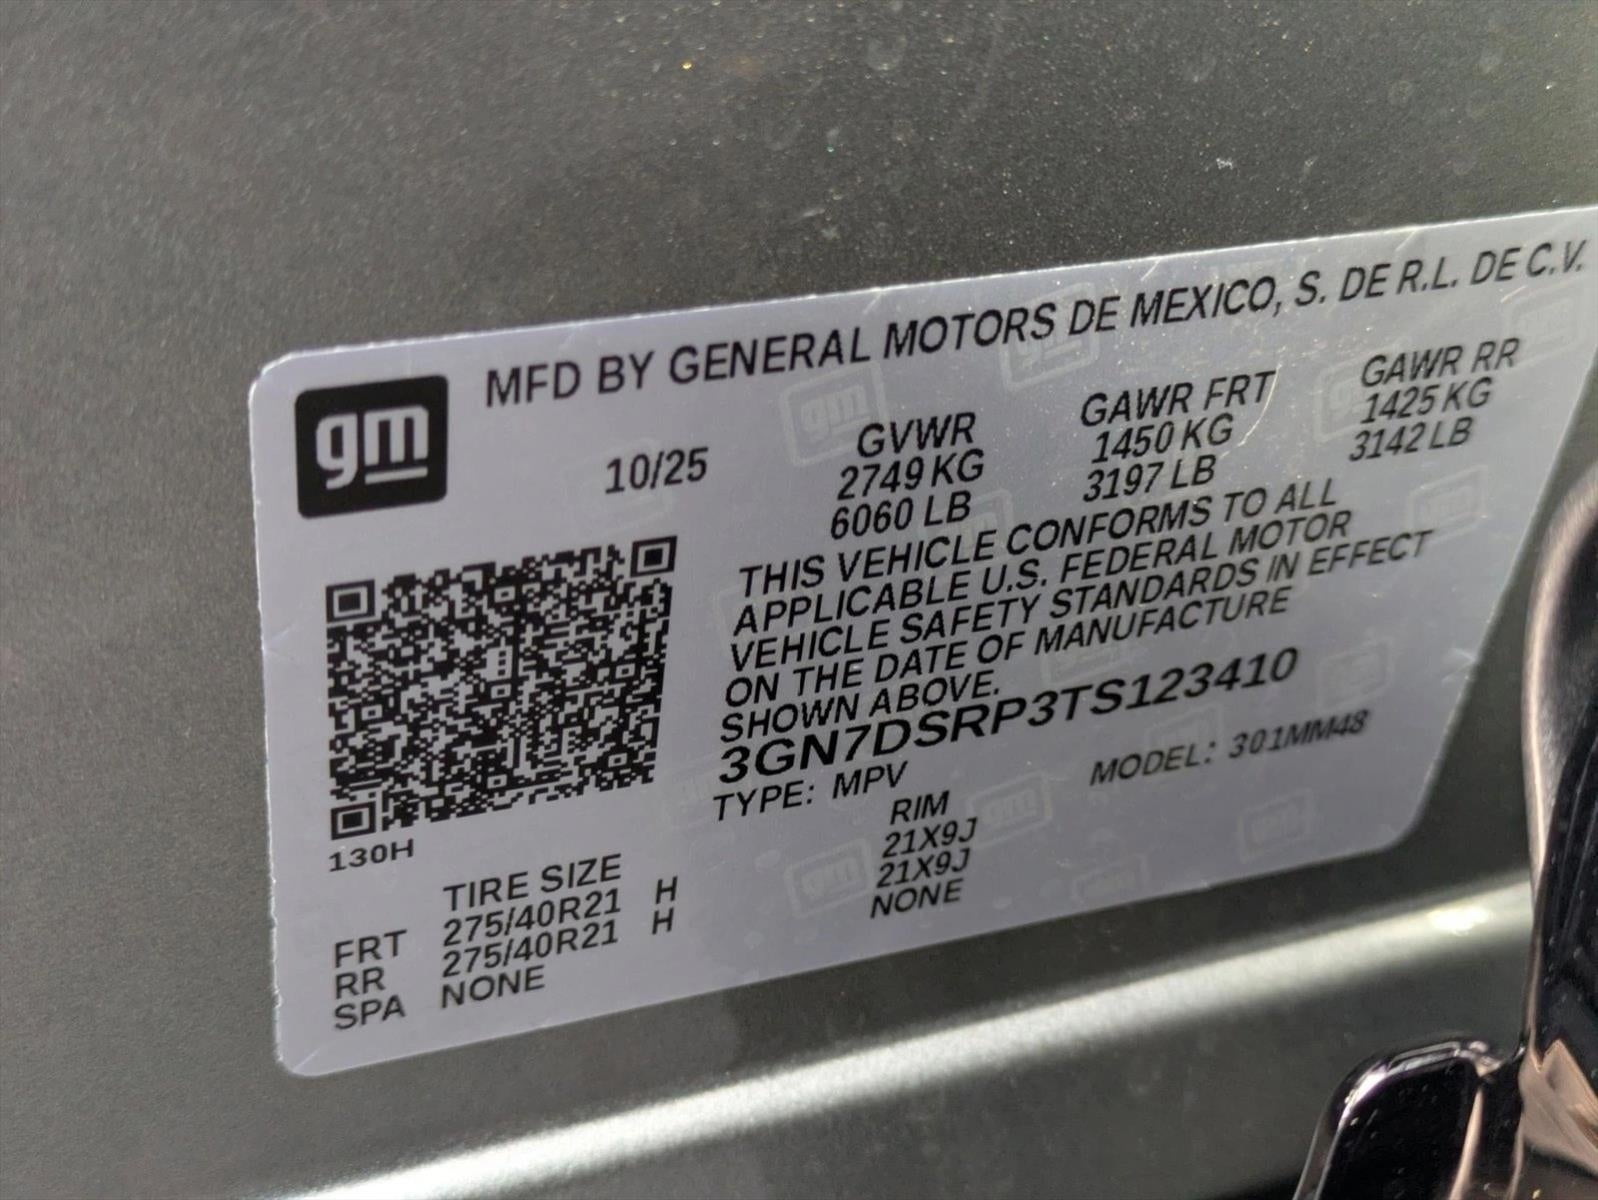 MFD BY GENERAL MOTORS DE MEXICO, S. DE R.L. DE C.V.
gm
10/25
GVWR
2749 KG
6060 LB
GAWR FRT
1450 KG
3197 LB
GAWR RR
1425 KG
3142 LB
THIS VEHICLE CONFORMS TO ALL
APPLICABLE U.S. FEDERAL MOTOR
VEHICLE SAFETY STANDARDS IN EFFECT
ON THE DATE OF MANUFACTURE
SHOWN ABOVE.
3GN7DSRP3TS123410
TYPE: MPV
MODEL: 301MM48
130H
TIRE SIZE
RIM
FRT 275/40R21 H 21X9J
RR 275/40R21 H 21X9J
SPA NONE NONE